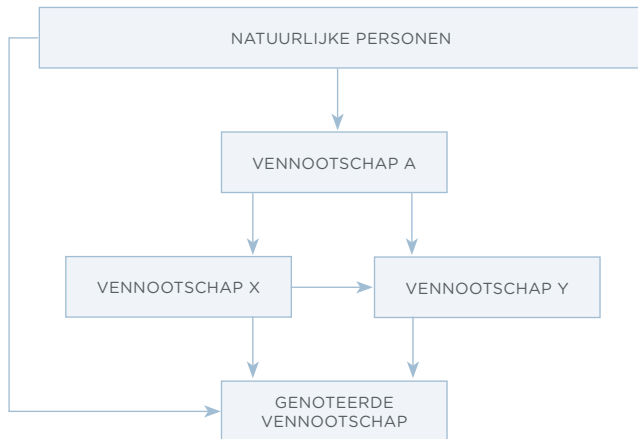 NATUURLIJKE PERSONEN
VENNOOTSCHAP A
VENNOOTSCHAP X
VENNOOTSCHAP Y
GENOTEERDE
VENNOOTSCHAP